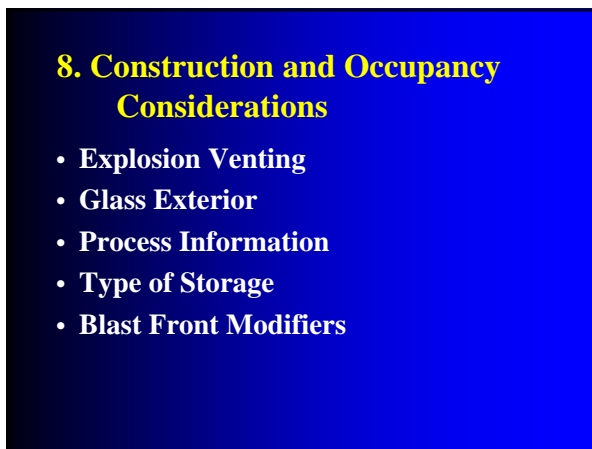 8. Construction and Occupancy
Considerations
• Explosion Venting
• Glass Exterior
• Process Information
• Type of Storage
• Blast Front Modifiers